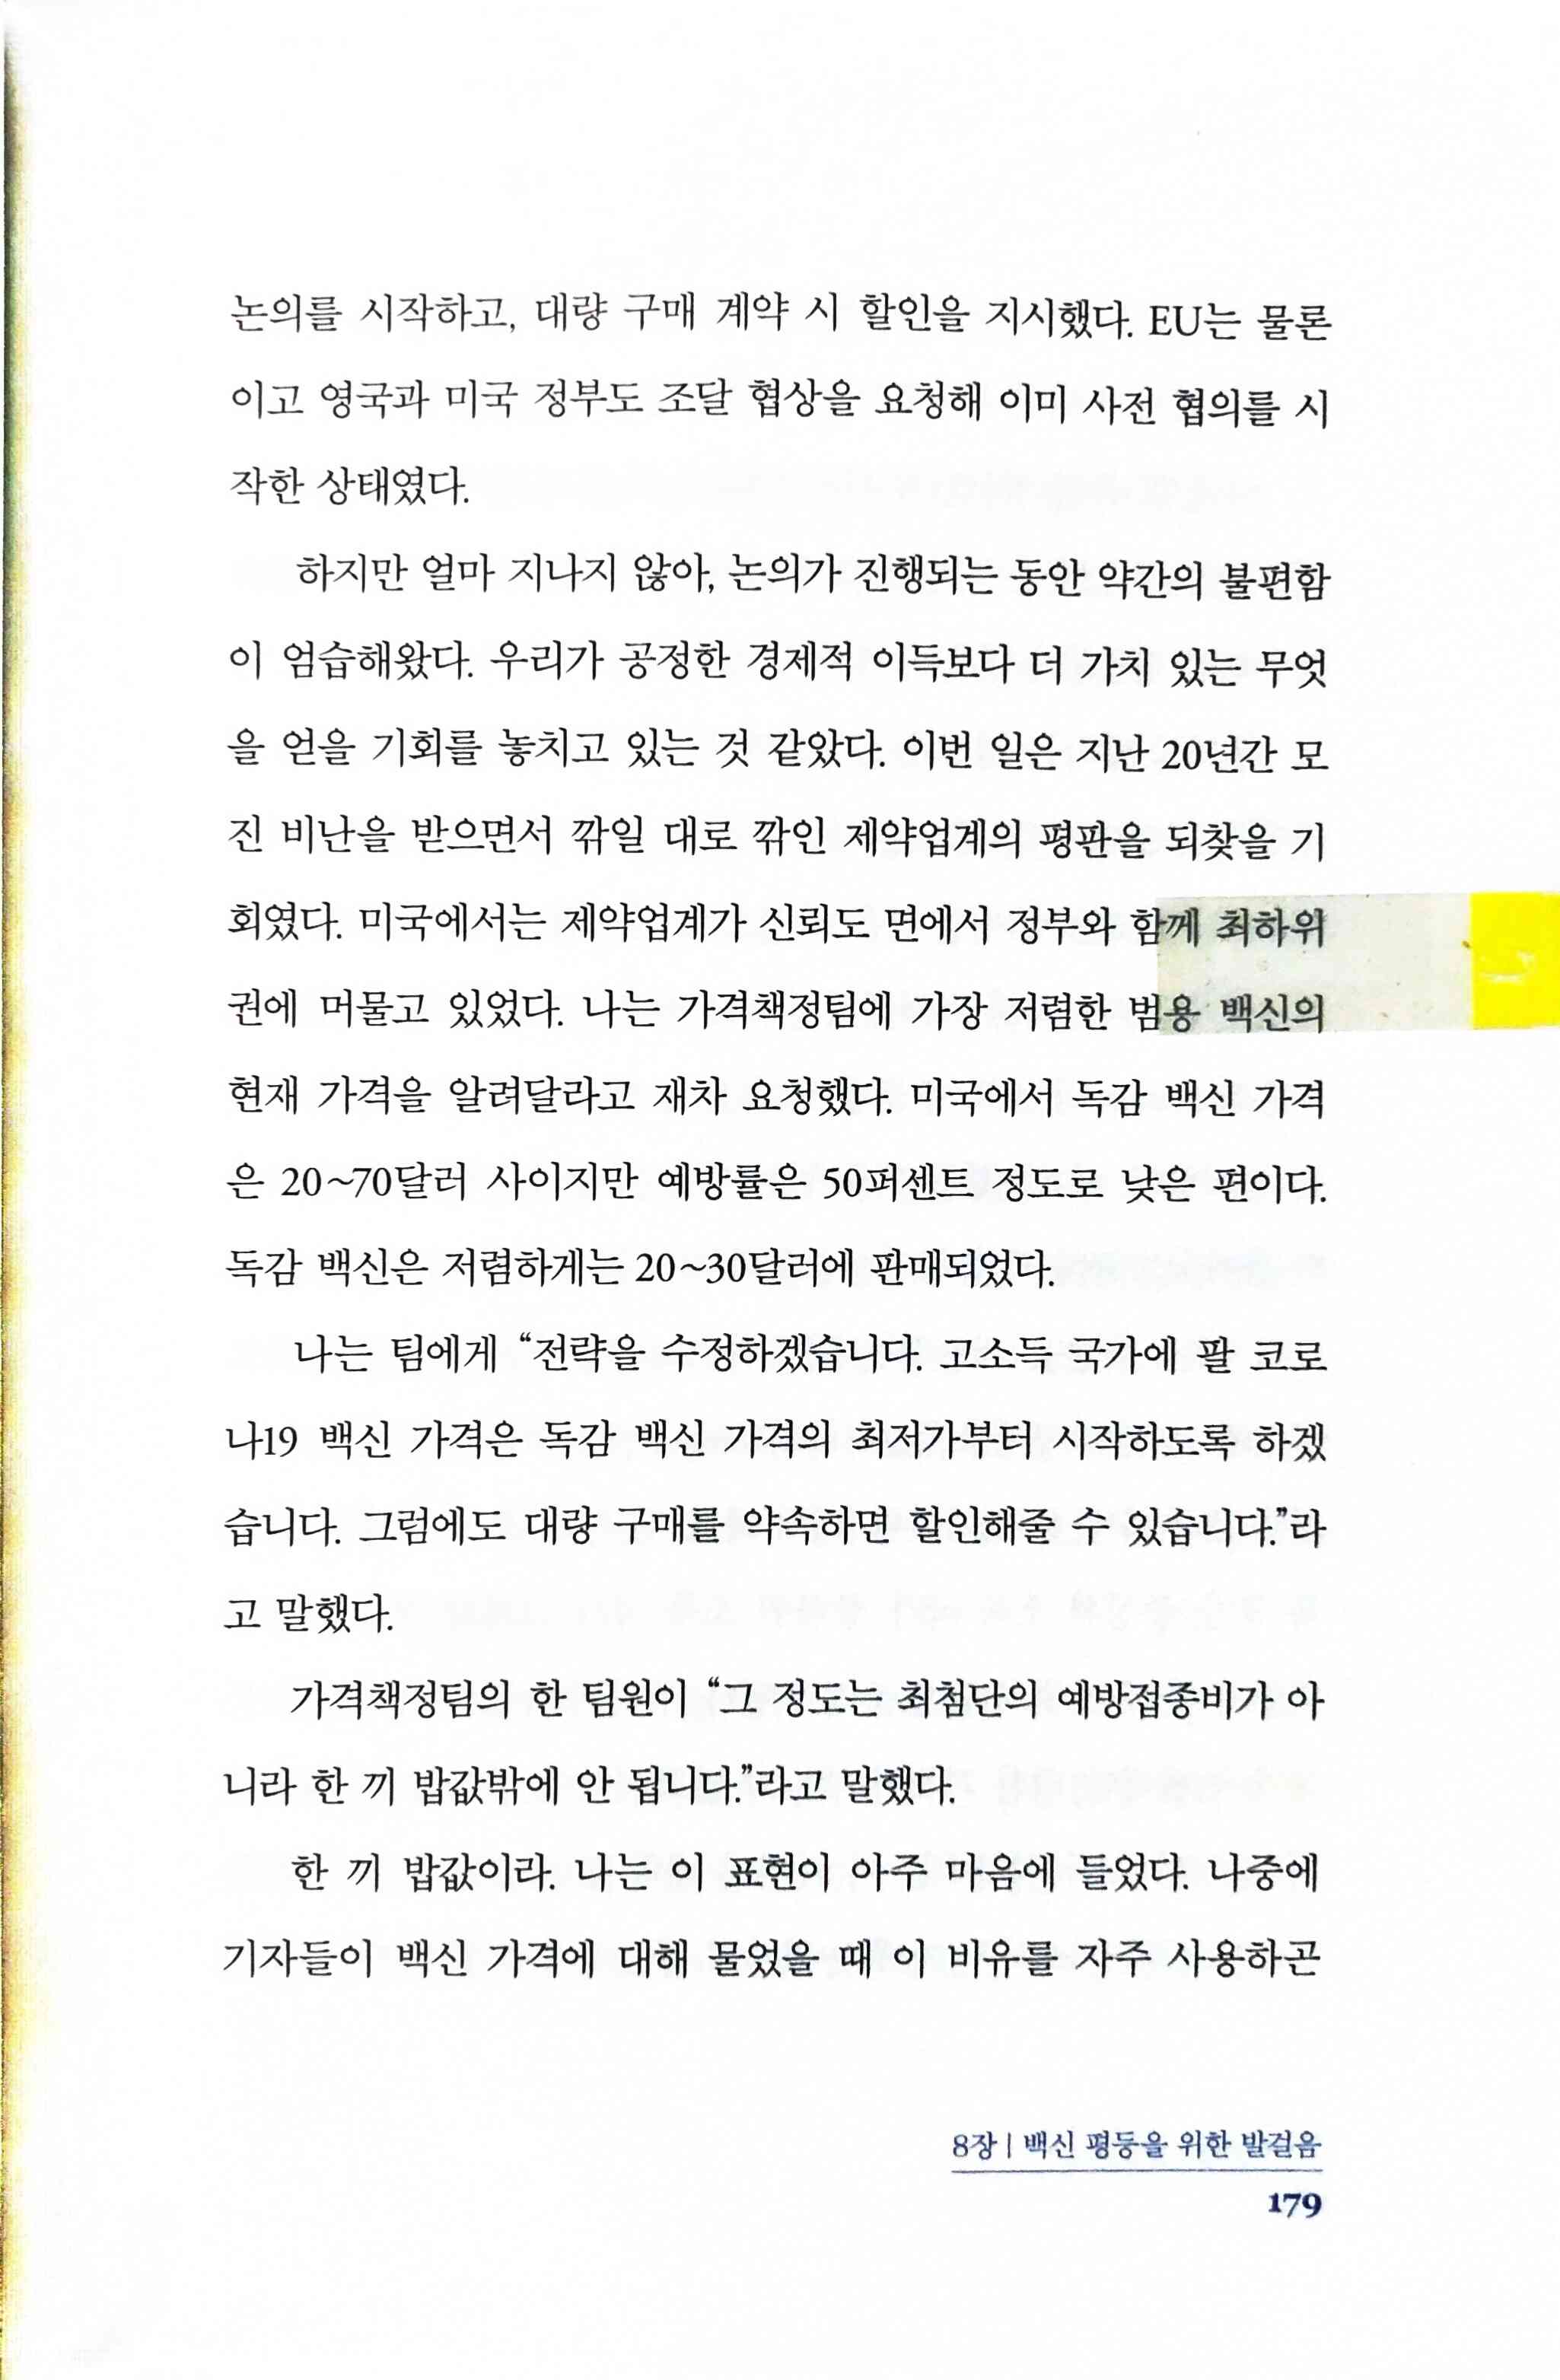 논의를 시작하고, 대량 구매 계약 시 할인을 지시했다. EU는 물론
이고 영국과 미국 정부도 조달 협상을 요청해 이미 사전 협의를 시
작한 상태였다.
하지만 얼마 지나지 않아, 논의가 진행되는 동안 약간의 불편함
이 엄습해왔다. 우리가 공정한 경제적 이득보다 더 가치 있는 무엇
을 얻을 기회를 놓치고 있는 것 같았다. 이번 일은 지난 20년간 모
진 비난을 받으면서 깎일 대로 깎인 제약업계의 평판을 되찾을 기
회였다. 미국에서는 제약업계가 신뢰도 면에서 정부와 함께 최하위
권에 머물고 있었다. 나는 가격책정팀에 가장 저렴한 범용 백신의
현재 가격을 알려달라고 재차 요청했다. 미국에서 독감 백신 가격
은 20~70달러 사이지만 예방률은 50퍼센트 정도로 낮은 편이다.
독감 백신은 저렴하게는 20~30달러에 판매되었다.
나는 팀에게 “전략을 수정하겠습니다. 고소득 국가에 팔 코로
나19 백신 가격은 독감 백신 가격의 최저가부터 시작하도록 하겠
습니다. 그럼에도 대량 구매를 약속하면 할인해줄 수 있습니다.”라
고 말했다.
가격책정팀의 한 팀원이 “그 정도는 최첨단의 예방접종비가 아
니라 한 끼 밥값밖에 안 됩니다.”라고 말했다.
한 끼 밥값이라. 나는 이 표현이 아주 마음에 들었다. 나중에
기자들이 백신 가격에 대해 물었을 때 이 비유를 자주 사용하곤
8장 | 백신 평등을 위한 발걸음
179